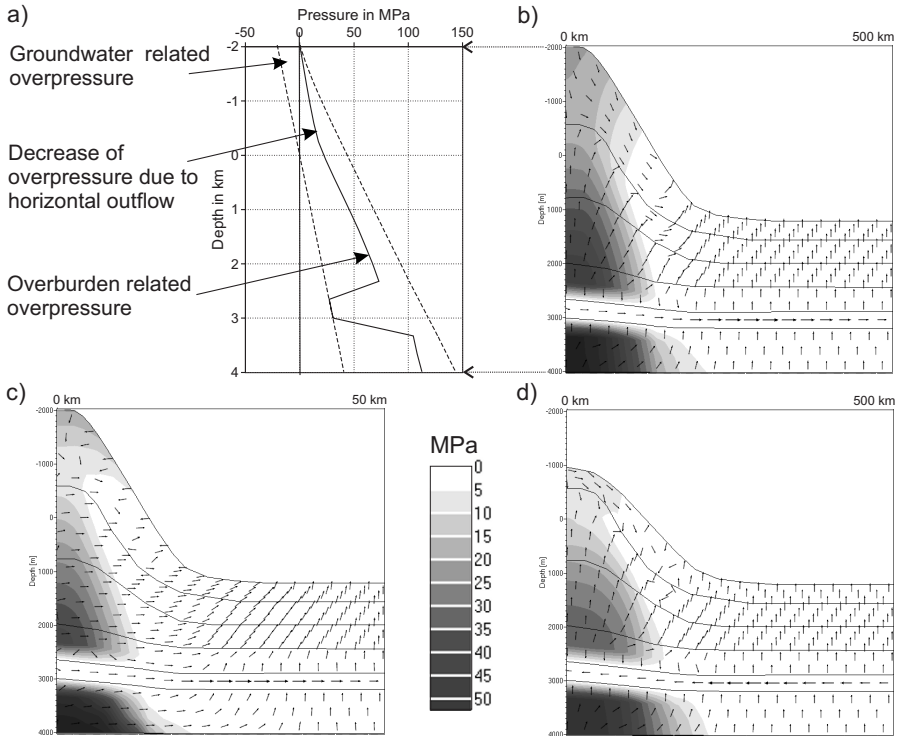 a)
Pressure in MPa
-50 0 50 100 150
Groundwater related
overpressure
Decrease of
overpressure due to
horizontal outflow
Overburden related
overpressure
Depth in km
-2
-1
0
1
2
3
4
b)
0 km 500 km
Depth [m]
-2000
-1000
0
1000
2000
3000
4000
c)
0 km 50 km
Depth [m]
-2000
-1000
0
1000
2000
3000
4000
MPa
0
5
10
15
20
25
30
35
40
45
50
d)
0 km 500 km
Depth [m]
-2000
-1000
0
1000
2000
3000
4000